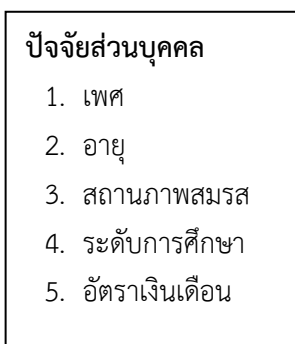 ปัจจัยส่วนบุคคล
1. เพศ
2. อายุ
3. สถานภาพสมรส
4. ระดับการศึกษา
5. อัตราเงินเดือน